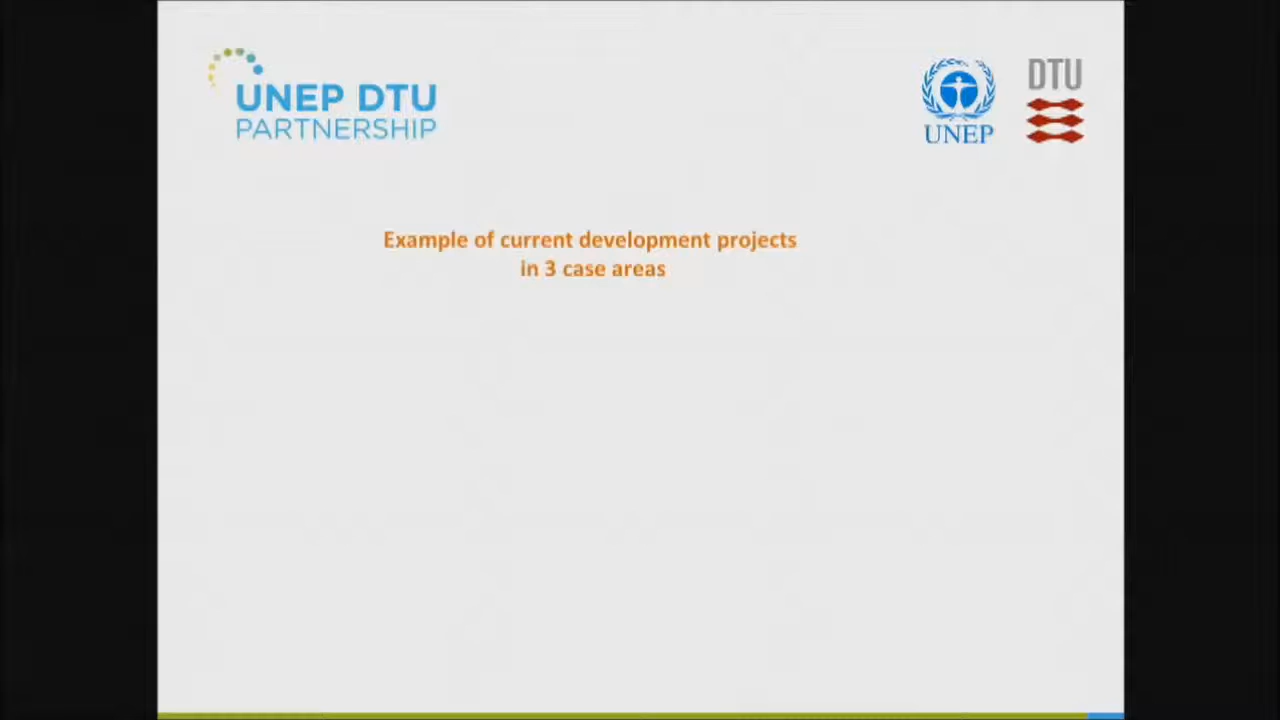 UNEP DTU
PARTNERSHIP
UNEP
DTU
Example of current development projects
in 3 case areas